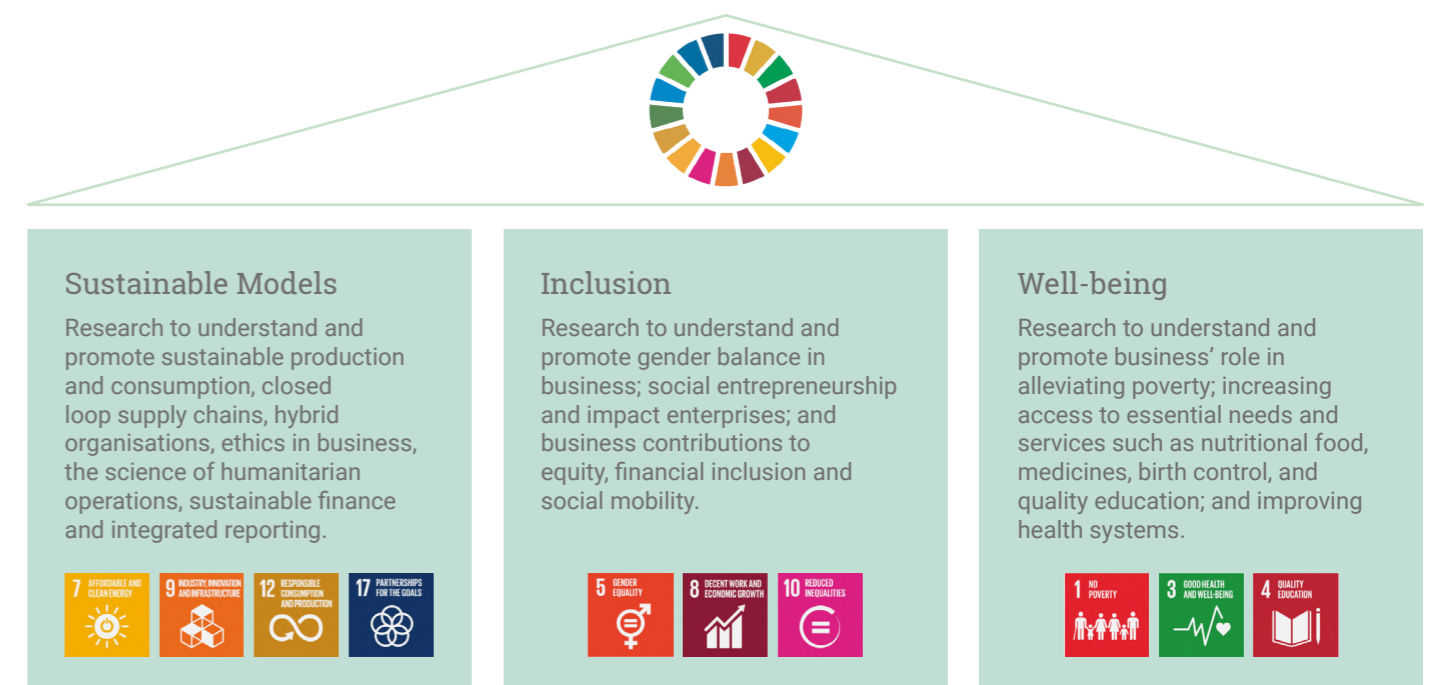 Sustainable Models
Research to understand and
promote sustainable production
and consumption, closed
loop supply chains, hybrid
organisations, ethics in business,
the science of humanitarian
operations, sustainable finance
and integrated reporting.
7 AFFORDABLE AND
CLEAN ENERGY
9 INDUSTRY, INNOVATION
AND INFRASTRUCTURE
12 RESPONSIBLE
CONSUMPTION
AND PRODUCTION
17 PARTNERSHIPS
FOR THE GOALS
Inclusion
Research to understand and
promote gender balance in
business; social entrepreneurship
and impact enterprises; and
business contributions to
equity, financial inclusion and
social mobility.
5 GENDER
EQUALITY
8 DECENT WORK AND
ECONOMIC GROWTH
10 REDUCED
INEQUALITIES
Well-being
Research to understand and
promote business’ role in
alleviating poverty; increasing
access to essential needs and
services such as nutritional food,
medicines, birth control, and
quality education; and improving
health systems.
1 NO
POVERTY
3 GOOD HEALTH
AND WELL-BEING
4 QUALITY
EDUCATION